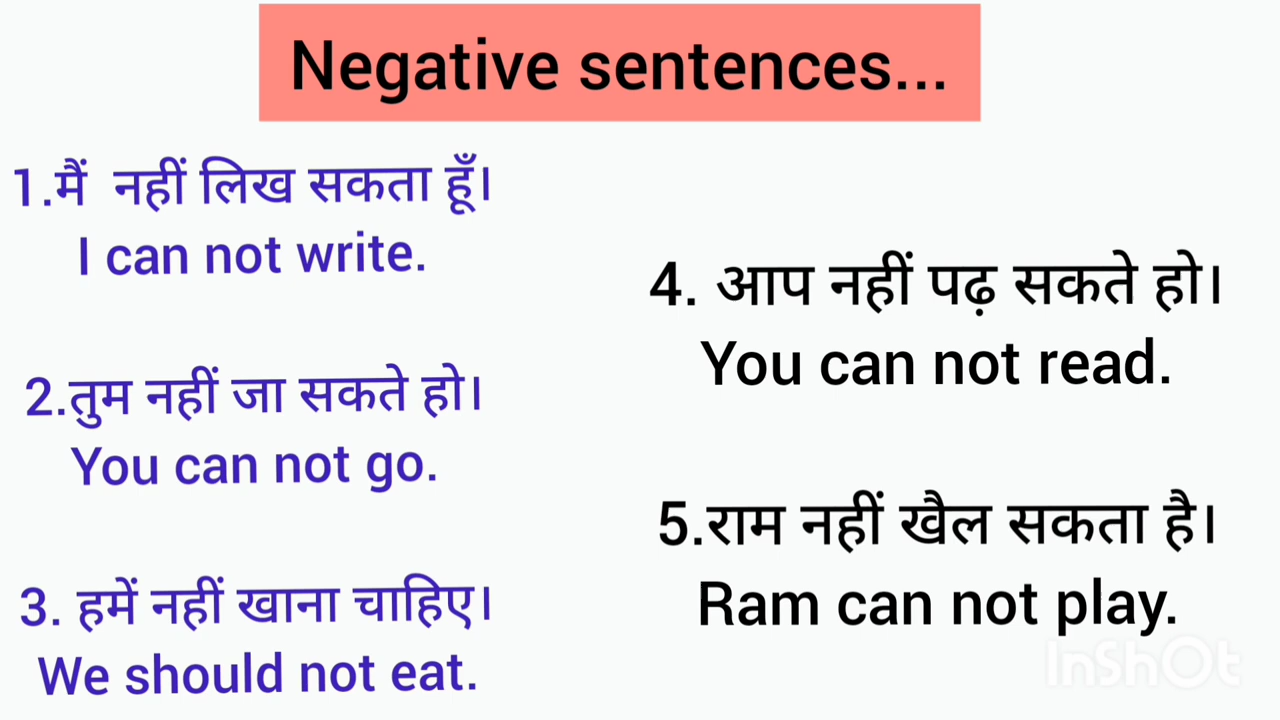 Negative sentences...
1.मैं नहीं लिख सकता हूँ।
I can not write.
2.तुम नहीं जा सकते हो।
You can not go.
3. हमें नहीं खाना चाहिए।
We should not eat.
4. आप नहीं पढ़ सकते हो।
You can not read.
5.राम नहीं खैल सकता है।
Ram can not play.
InShOt